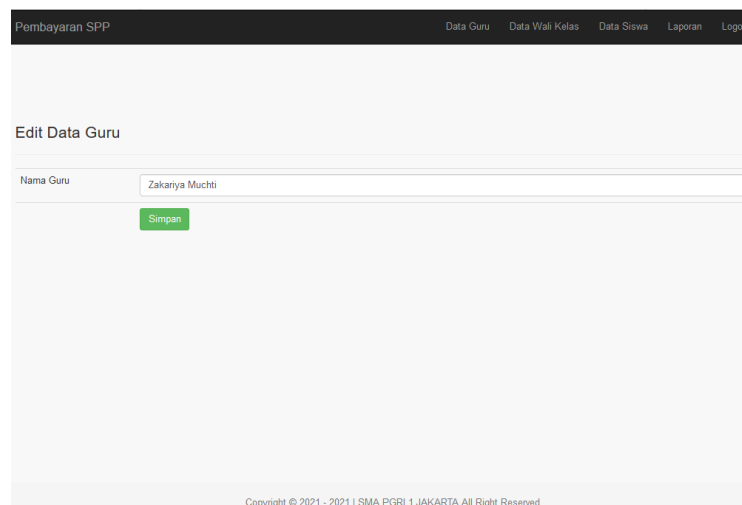 Pembayaran SPP Data Guru Data Wali Kelas Data Siswa Laporan Logo
Edit Data Guru
Nama Guru Zakariya Muchti
Simpan
Copyright © 2021 - 2021 | SMA PGRI 1 JAKARTA All Right Reserved